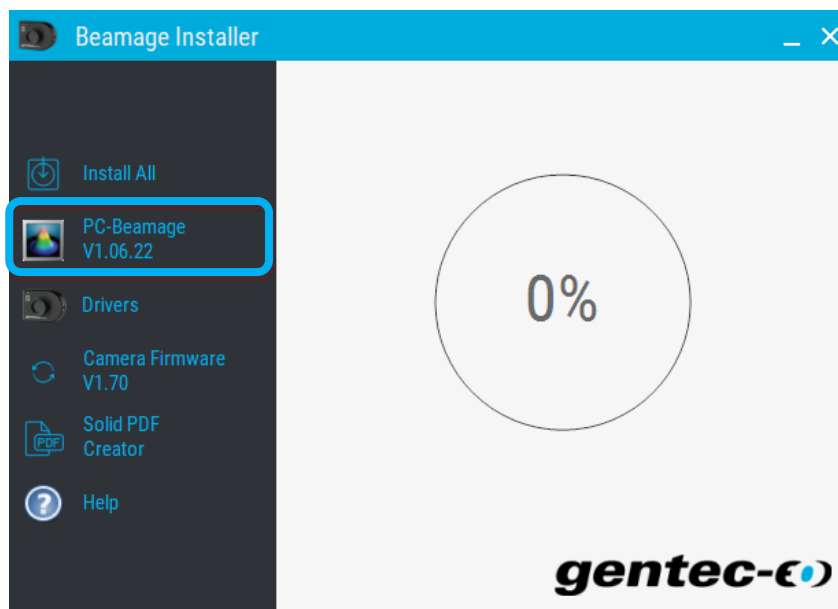 Beamage Installer
Install All
PC-Beamage
V1.06.22
Drivers
Camera Firmware
V1.70
PDF
Solid PDF
Creator
?
Help
0%
gentec-EO